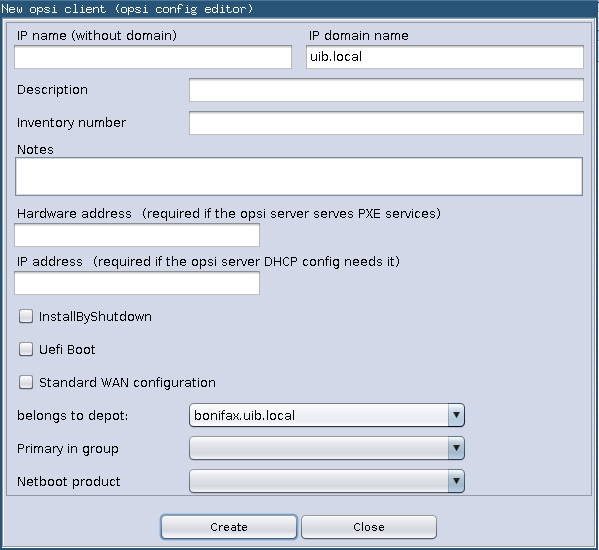 New opsi client (opsi config editor)
IP name (without domain) IP domain name
uib.local
Description
Inventory number
Notes
Hardware address (required if the opsi server serves PXE services)
IP address (required if the opsi server DHCP config needs it)
InstallByShutdown
Uefi Boot
Standard WAN configuration
belongs to depot: bonifax.uib.local
Primary in group
Netboot product
Create Close